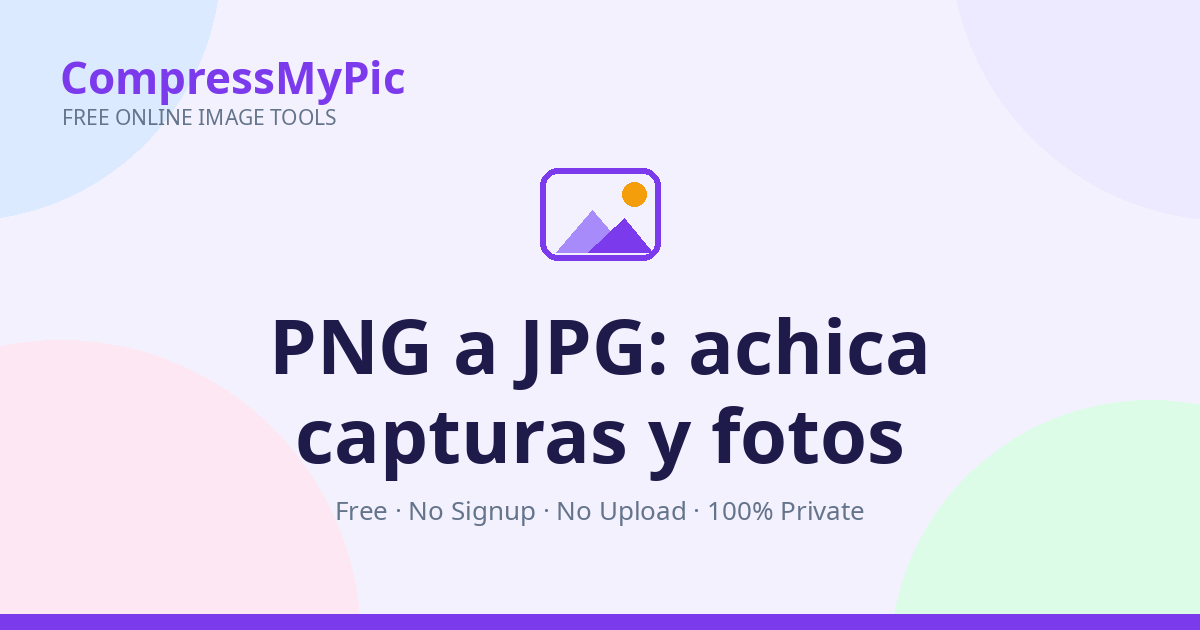 CompressMyPic
FREE ONLINE IMAGE TOOLS
PNG a JPG: achica
capturas y fotos
Free · No Signup · No Upload · 100% Private